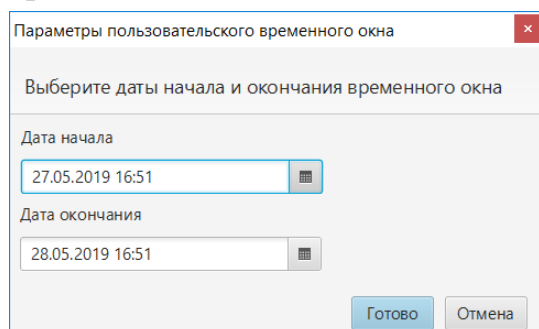 Параметры пользовательского временного окна
Выберите даты начала и окончания временного окна
Дата начала
27.05.2019 16:51
Дата окончания
28.05.2019 16:51
Готово Отмена